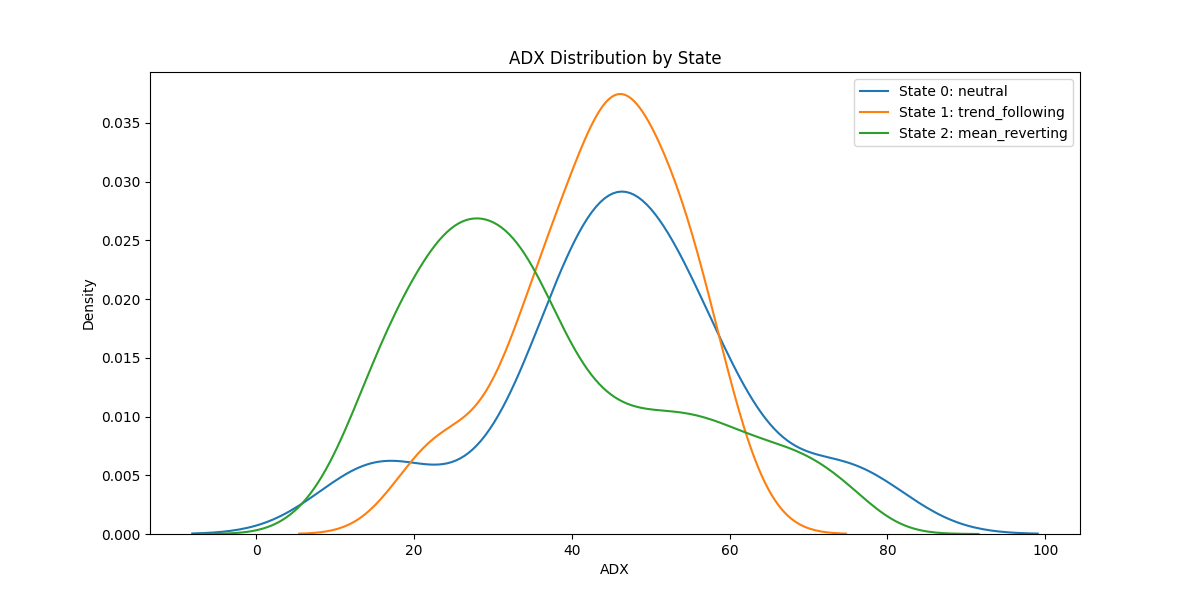 ADX Distribution by State
State 0: neutral
State 1: trend_following
State 2: mean_reverting
Density
0.035
0.030
0.025
0.020
0.015
0.010
0.005
0.000
0 20 40 60 80 100
ADX